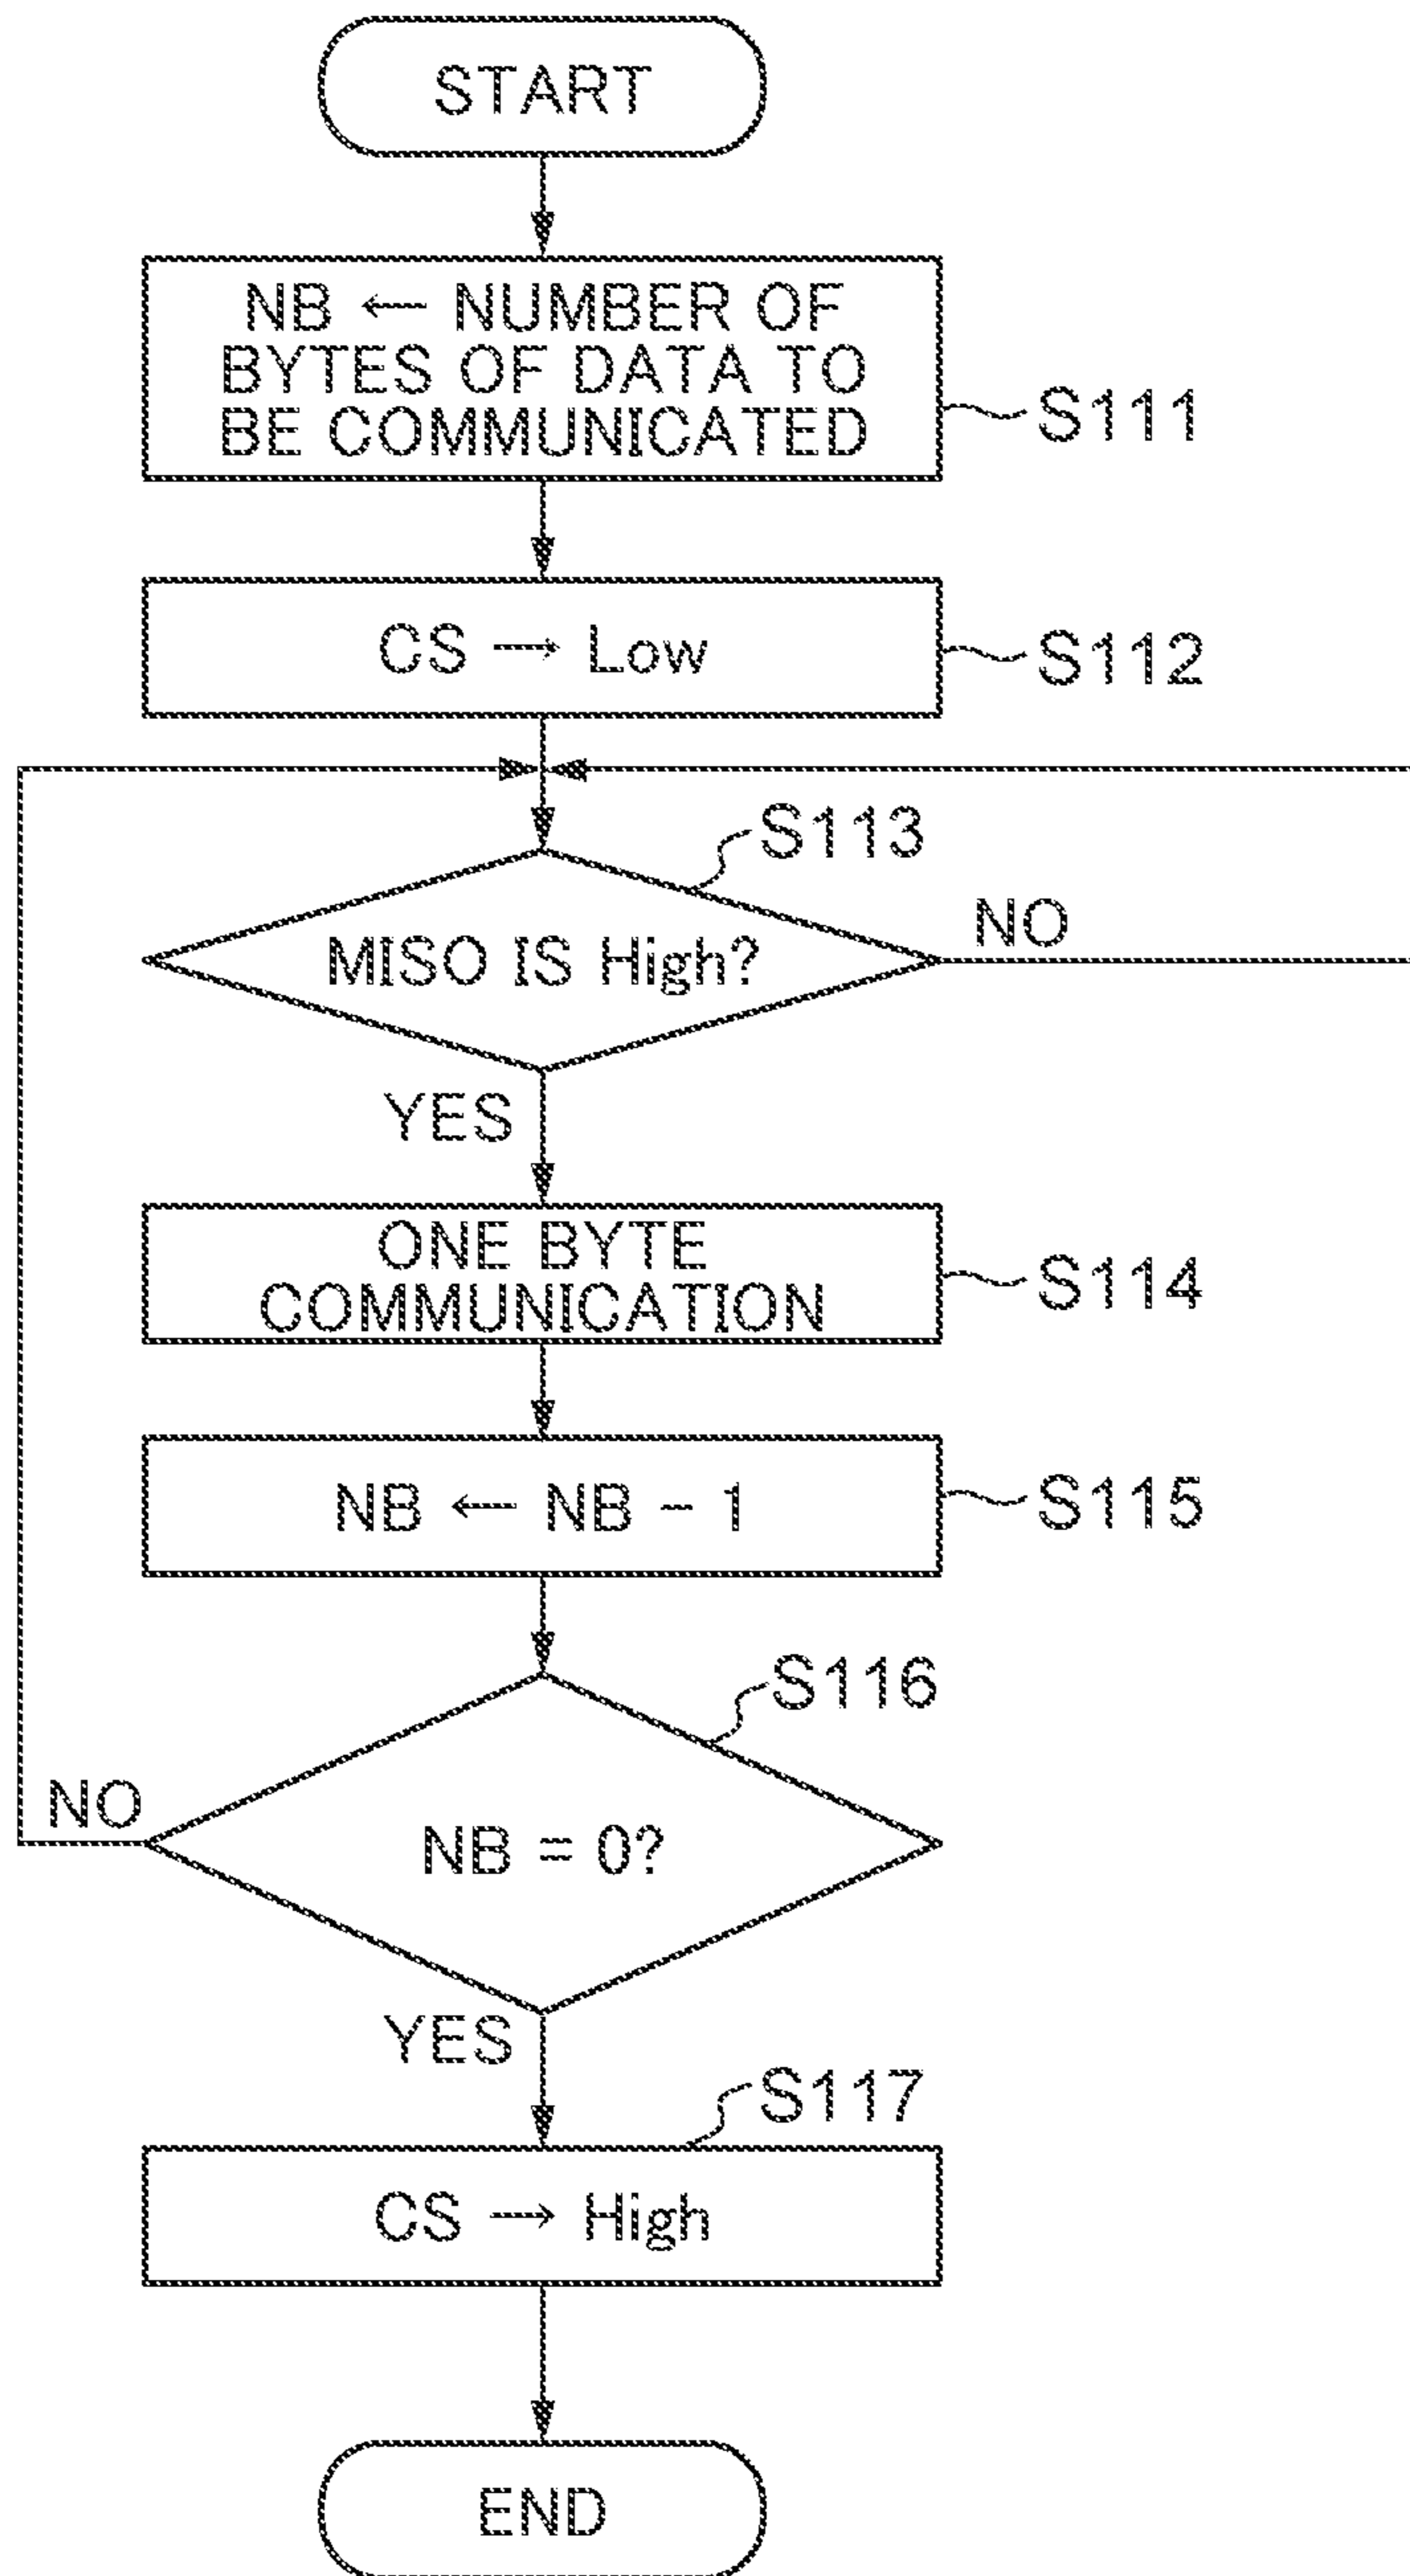 START
NB ← NUMBER OF
BYTES OF DATA TO
BE COMMUNICATED
S111
CS → Low
S112
S113
MISO IS High?
NO
YES
ONE BYTE
COMMUNICATION
S114
NB ← NB - 1
S115
S116
NO
NB = 0?
YES
S117
CS → High
END